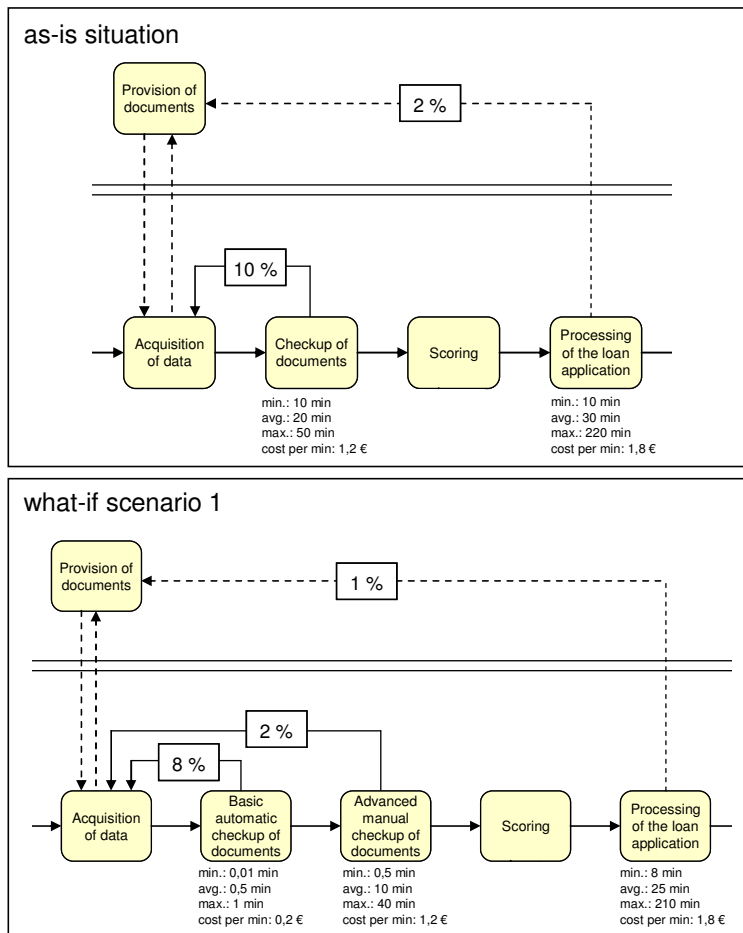 as-is situation
Provision of
documents
2 %
10 %
Acquisition
of data
Checkup of
documents
Scoring
Processing
of the loan
application
min.: 10 min
avg.: 20 min
max.: 50 min
cost per min: 1,2 €
min.: 10 min
avg.: 30 min
max.: 220 min
cost per min: 1,8 €
what-if scenario 1
Provision of
documents
1 %
2 %
8 %
Acquisition
of data
Basic
automatic
checkup of
documents
Advanced
manual
checkup of
documents
Scoring
Processing
of the loan
application
min.: 0,01 min
avg.: 0,5 min
max.: 1 min
cost per min: 0,2 €
min.: 0,5 min
avg.: 10 min
max.: 40 min
cost per min: 1,2 €
min.: 8 min
avg.: 25 min
max.: 210 min
cost per min: 1,8 €